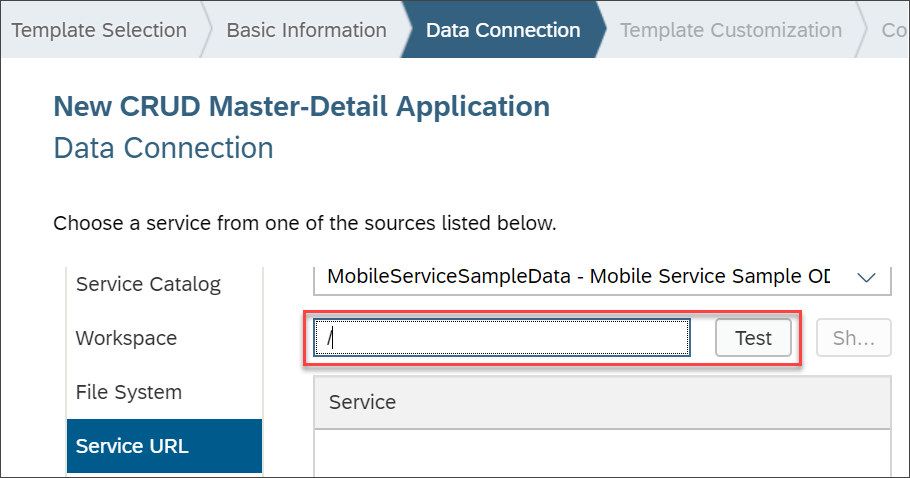 Template Selection Basic Information Data Connection Template Customization Co
New CRUD Master-Detail Application
Data Connection
Choose a service from one of the sources listed below.
Service Catalog
MobileServiceSampleData - Mobile Service Sample OD
Workspace
/ Test Sh...
File System
Service
Service URL